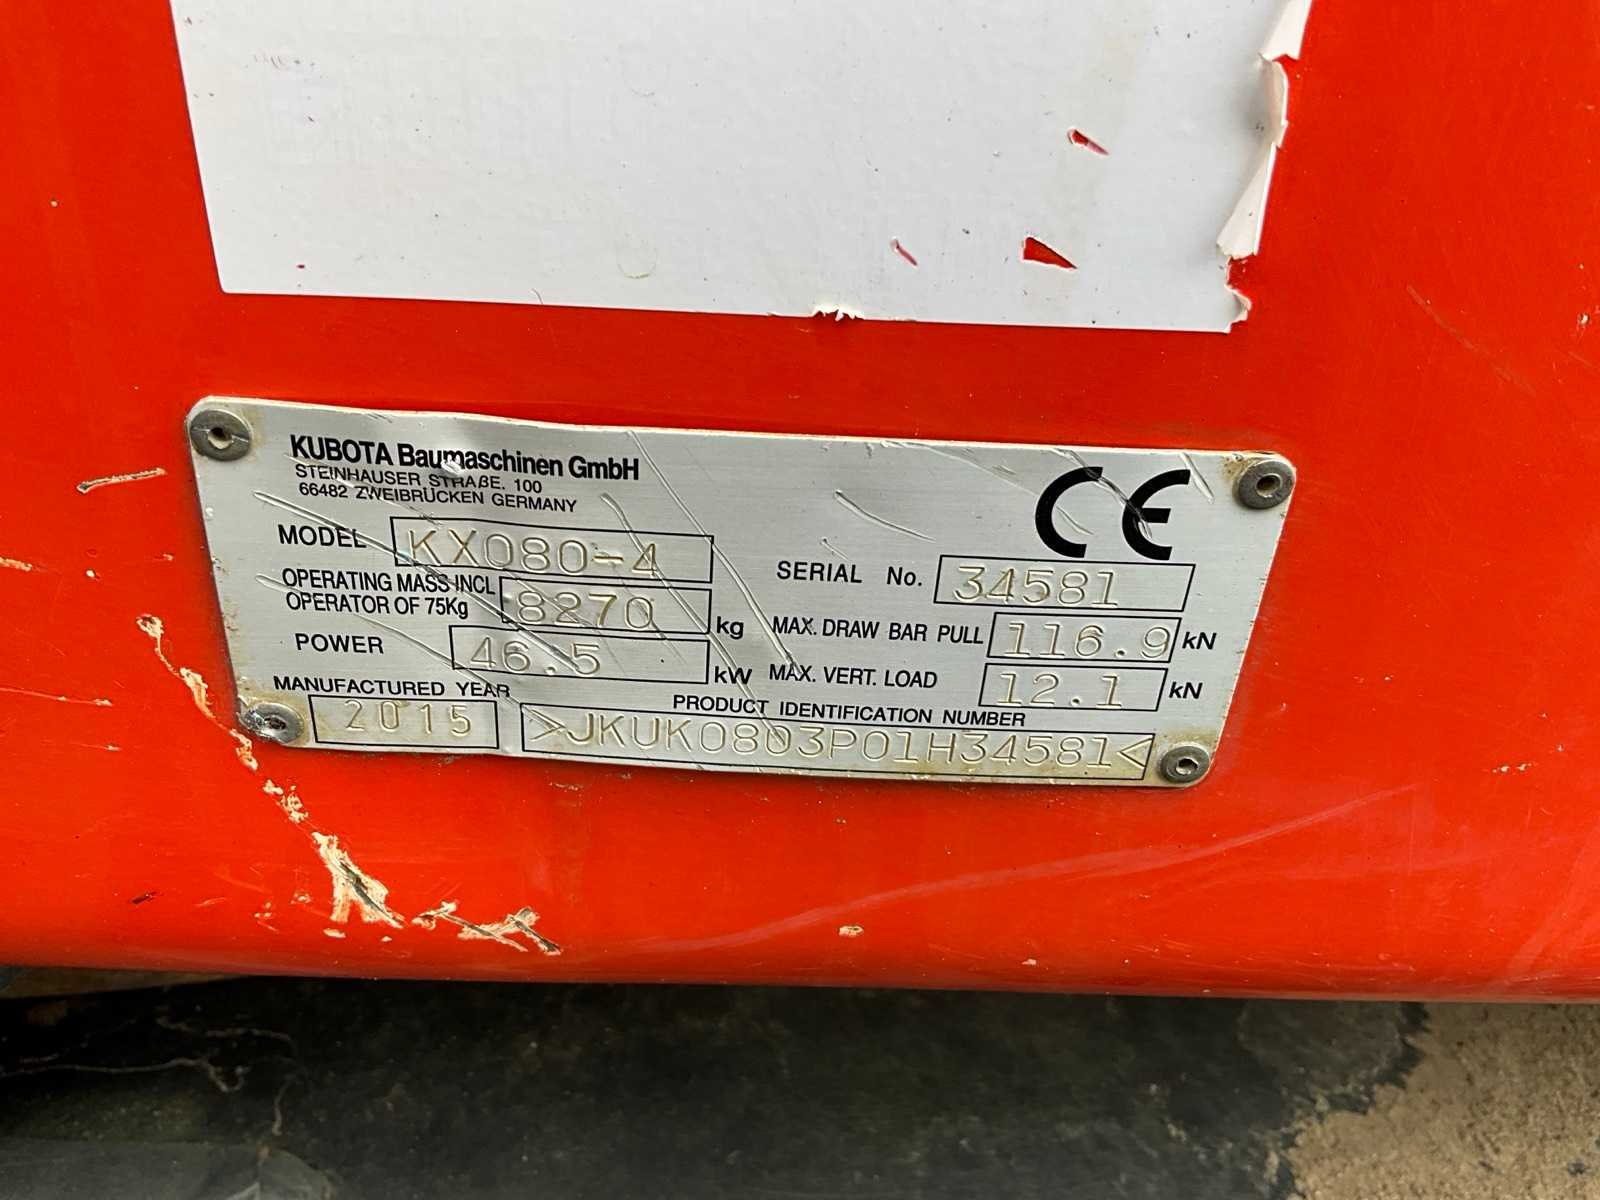 KUBOTA Baumaschinen GmbH
STEINHAUSER STRAßE. 100
66482 ZWEIBRÜCKEN GERMANY
CE
MODEL KX080-4
SERIAL No. 34581
OPERATING MASS INCL
OPERATOR OF 75Kg 8270 kg
MAX. DRAW BAR PULL 116.9 kN
POWER 46.5 kW
MAX. VERT. LOAD 12.1 kN
MANUFACTURED YEAR
2015
PRODUCT IDENTIFICATION NUMBER
>JKUK0803P01H34581<